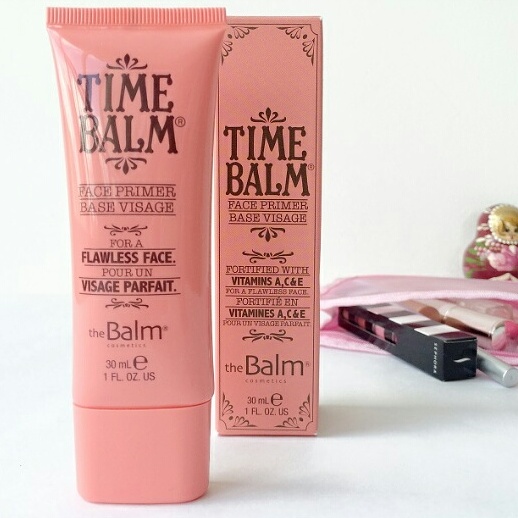 TIME
BALM®
FACE PRIMER
BASE VISAGE
FOR A
FLAWLESS FACE.
POUR UN
VISAGE PARFAIT.
theBalm®
cosmetics
30 mL e
1 FL. OZ. US
TIME
BALM®
FACE PRIMER
BASE VISAGE
FORTIFIED WITH
VITAMINS A,C&E
FOR A FLAWLESS FACE.
FORTIFIÉ EN
VITAMINES A,C&E
POUR UN VISAGE PARFAIT.
theBalm®
cosmetics
30 mL e
1 FL. OZ. US
SEPHORA